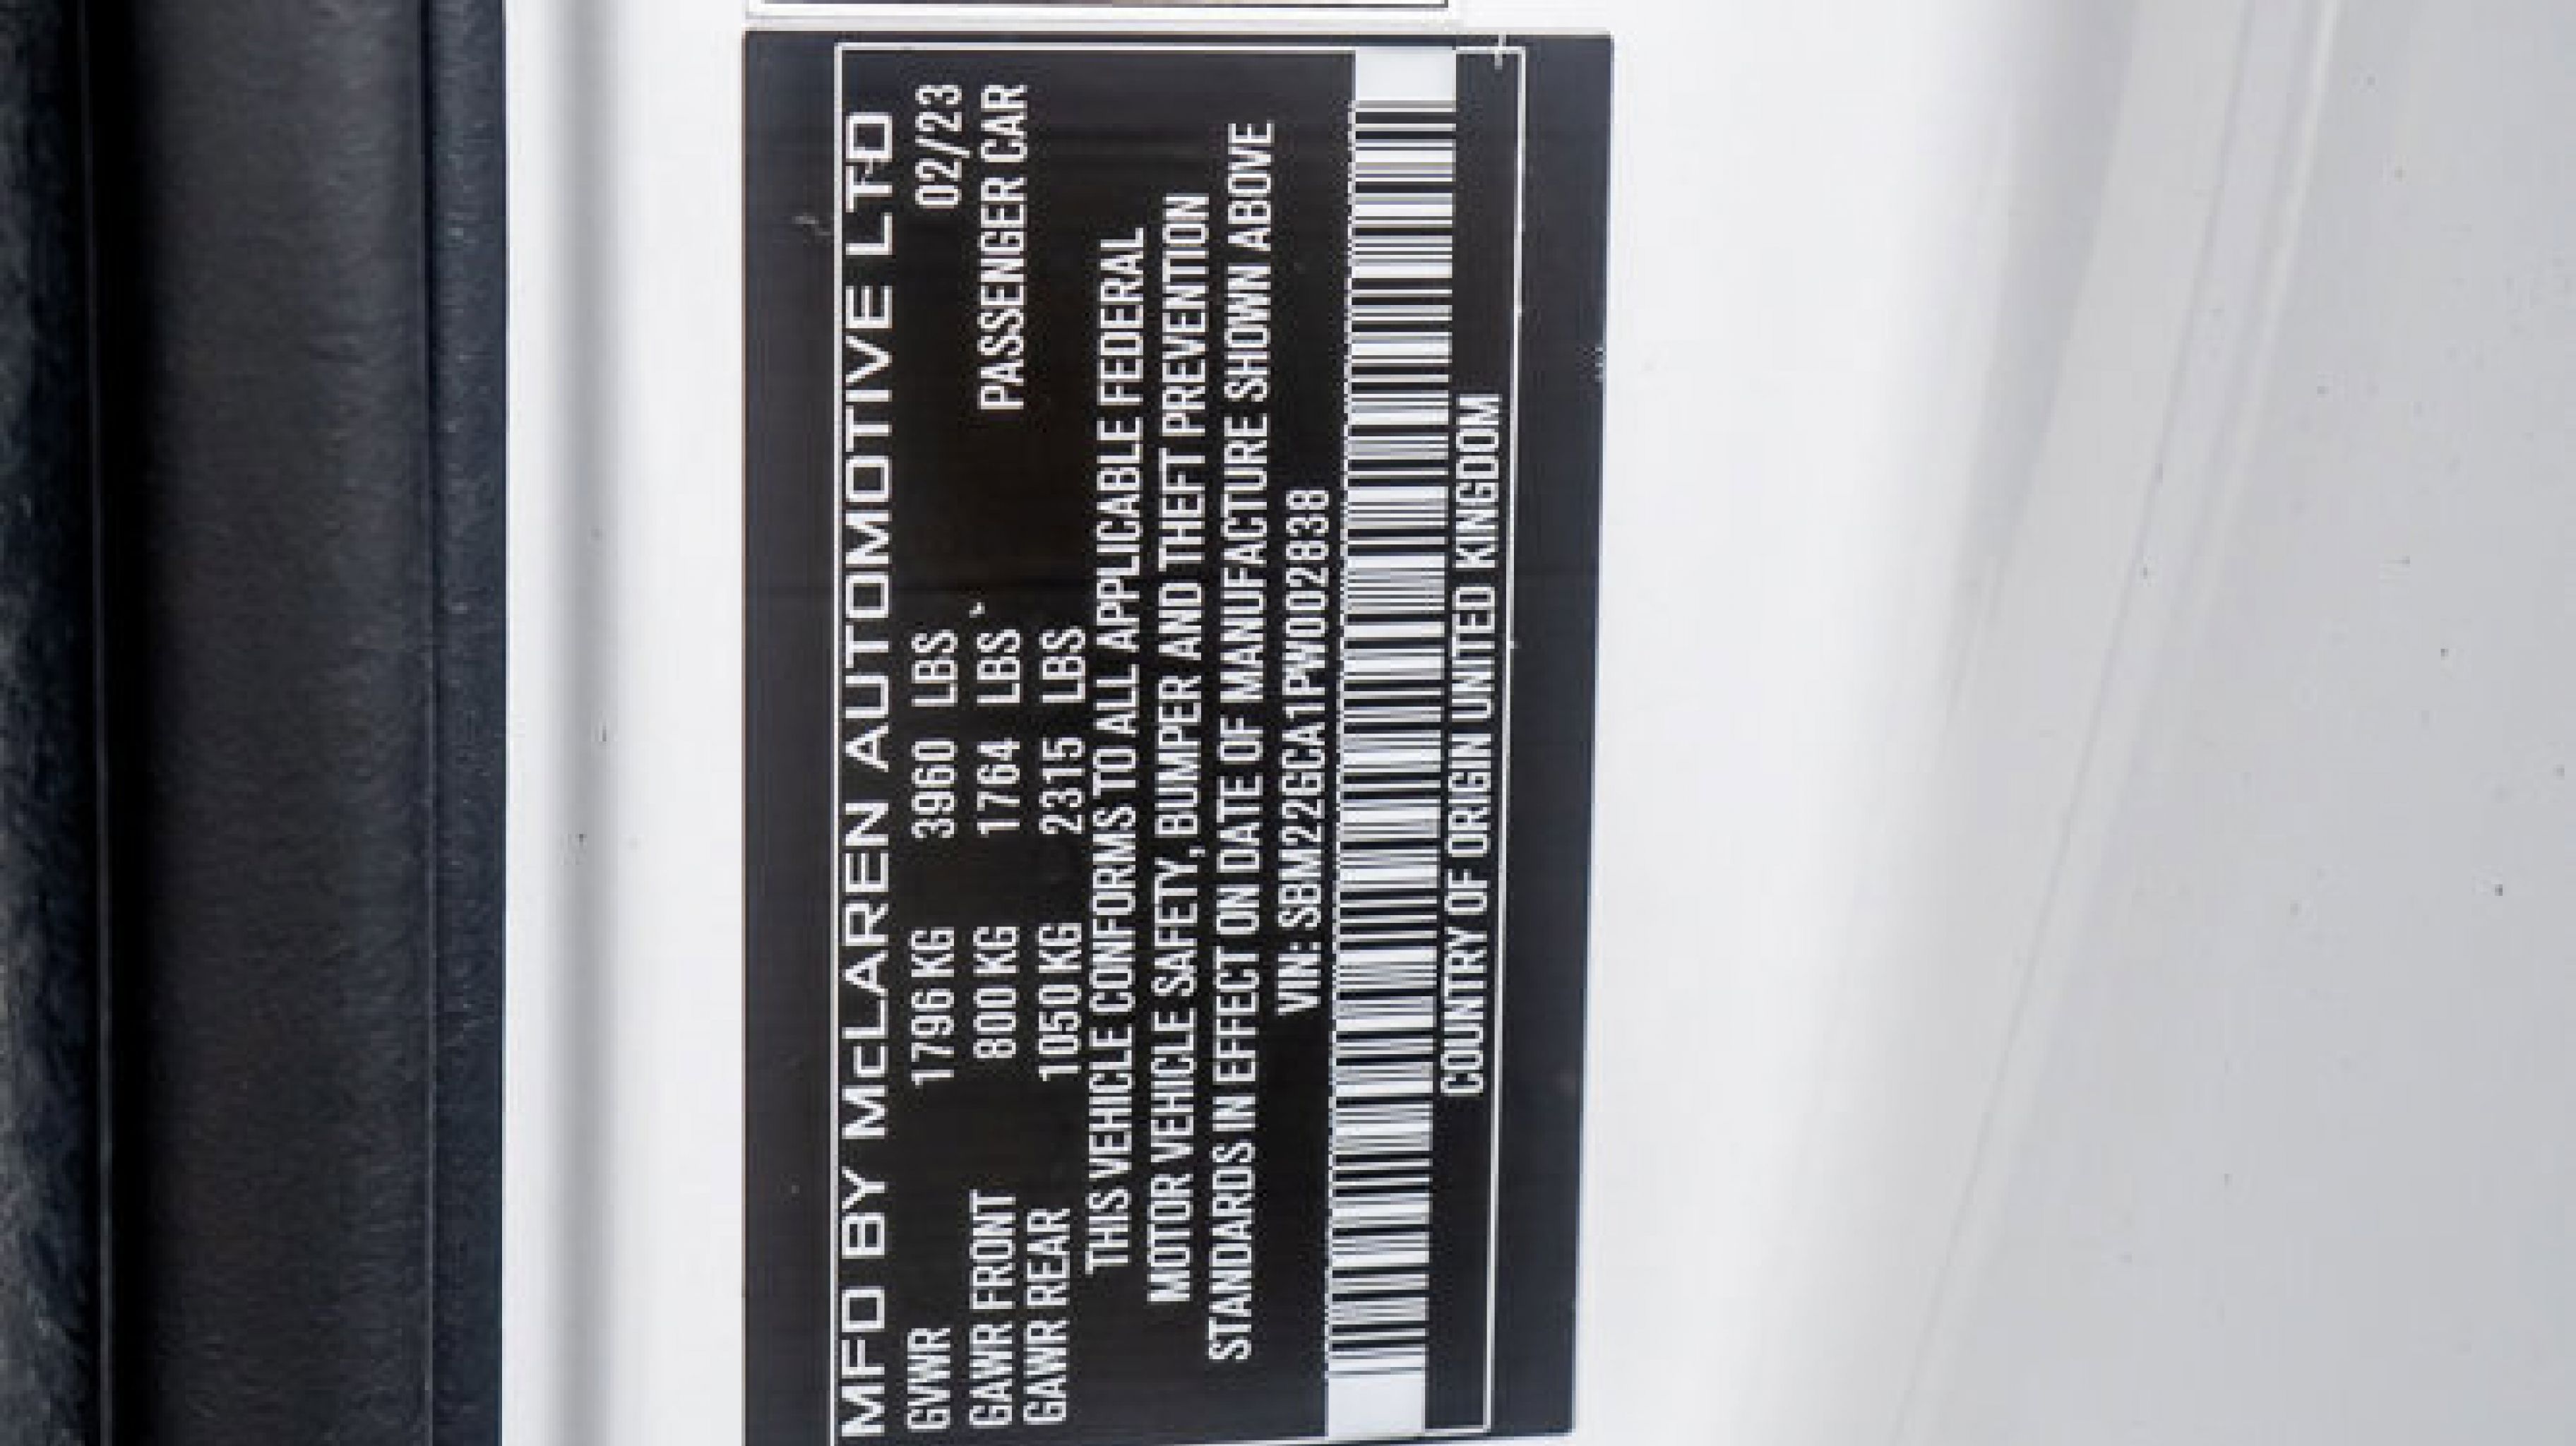 MFD BY McLAREN AUTOMOTIVE LTD
GVWR 1796 KG 3960 LBS 02/23
GAWR FRONT 800 KG 1764 LBS PASSENGER CAR
GAWR REAR 1050 KG 2315 LBS
THIS VEHICLE CONFORMS TO ALL APPLICABLE FEDERAL
MOTOR VEHICLE SAFETY, BUMPER AND THEFT PREVENTION
STANDARDS IN EFFECT ON DATE OF MANUFACTURE SHOWN ABOVE
VIN: SBM22GCA1PW002838
COUNTRY OF ORIGIN UNITED KINGDOM